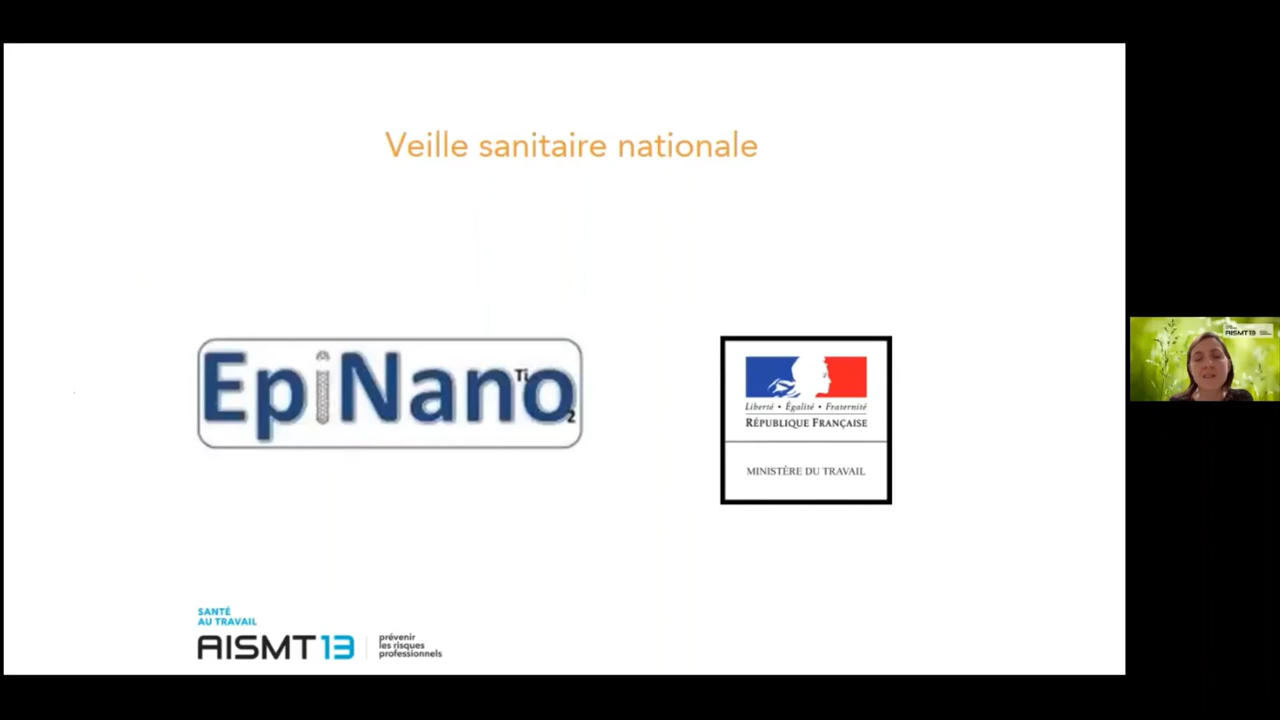 Veille sanitaire nationale
EpiNano
Ti
2
Liberté • Égalité • Fraternité
RÉPUBLIQUE FRANÇAISE
MINISTÈRE DU TRAVAIL
SANTÉ
AU TRAVAIL
AISMT13
prévenir
les risques
professionnels
AISMT13